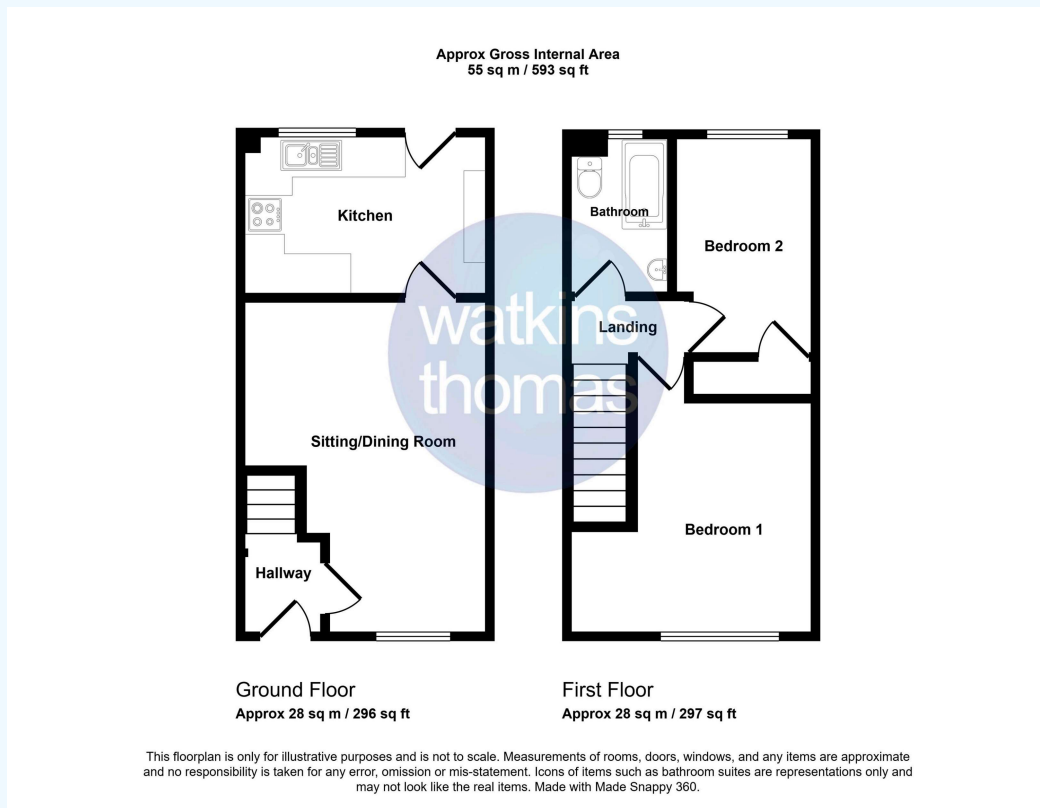 Approx Gross Internal Area
55 sq m / 593 sq ft
Kitchen
Sitting/Dining Room
Hallway
Bathroom
Bedroom 2
Landing
Bedroom 1
watkins
thomas
Ground Floor
Approx 28 sq m / 296 sq ft
First Floor
Approx 28 sq m / 297 sq ft
This floorplan is only for illustrative purposes and is not to scale. Measurements of rooms, doors, windows, and any items are approximate
and no responsibility is taken for any error, omission or mis-statement. Icons of items such as bathroom suites are representations only and
may not look like the real items. Made with Made Snappy 360.